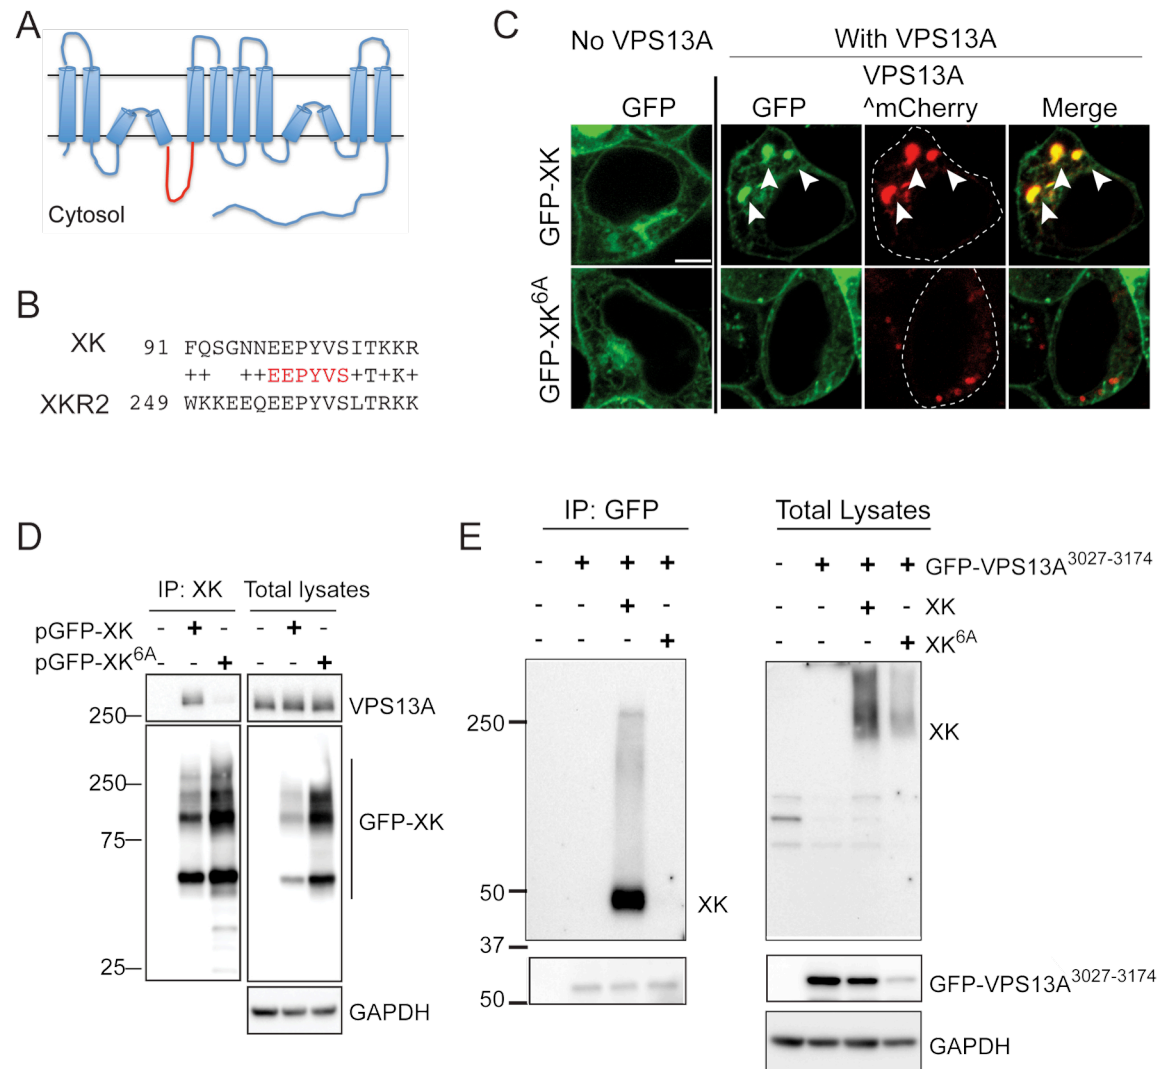 A
Cytosol
B
XK 91 FQSGNNEEPYVSITKKR
++ ++EEPYVS+T+K+
XKR2 249 WKKEEQEEPYVSLTRKK
C
No VPS13A
With VPS13A
GFP
GFP
VPS13A
^mCherry
Merge
GFP-XK
GFP-XK6A
D
IP: XK
Total lysates
pGFP-XK - + - - + -
pGFP-XK6A - - + - - +
VPS13A
250
250
75
25
GFP-XK
GAPDH
E
IP: GFP
Total Lysates
- + + + - + + + GFP-VPS13A3027-3174
- - + - - - + - XK
- - - + - - - + XK6A
250
50
37
50
XK
XK
GFP-VPS13A3027-3174
GAPDH